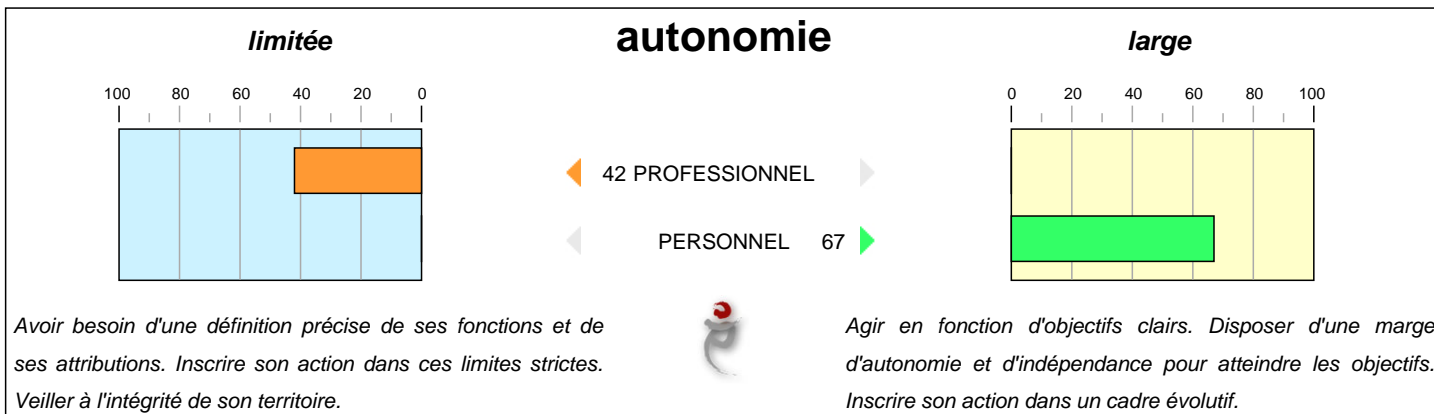 limitée autonomie large
100 80 60 40 20 0 0 20 40 60 80 100
42 PROFESSIONNEL
PERSONNEL 67
Avoir besoin d'une définition précise de ses fonctions et de
ses attributions. Inscrire son action dans ces limites strictes.
Veiller à l'intégrité de son territoire.
Agir en fonction d'objectifs clairs. Disposer d'une marge
d'autonomie et d'indépendance pour atteindre les objectifs.
Inscrire son action dans un cadre évolutif.